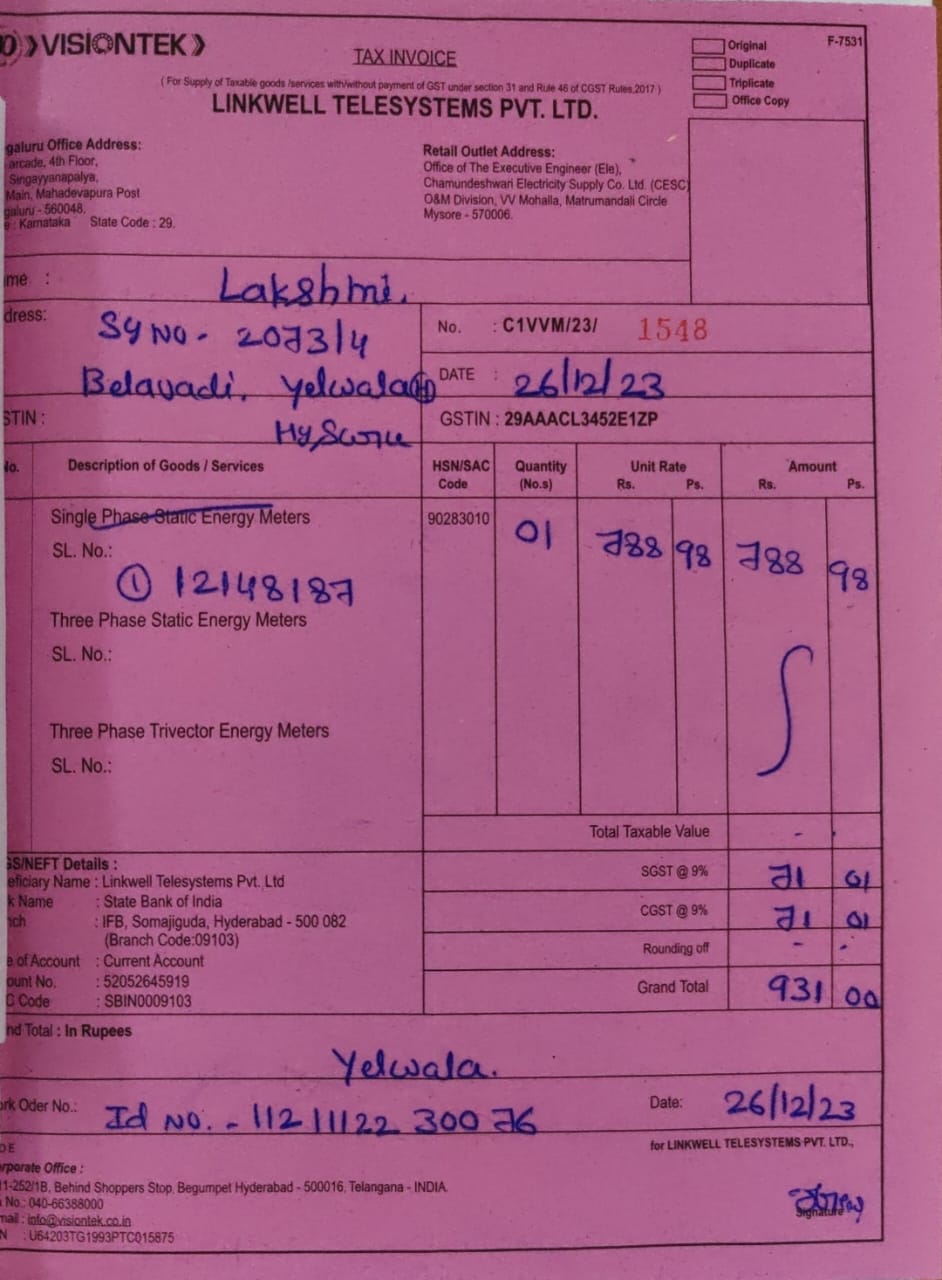 VISIONTEK
F-7531
TAX INVOICE
Original
Duplicate
Triplicate
Office Copy
( For Supply of Taxable goods /services with/without payment of GST under section 31 and Rule 46 of CGST Rules,2017 )
LINKWELL TELESYSTEMS PVT. LTD.
galuru Office Address:
arcade, 4th Floor,
Singayyanapalya,
Main, Mahadevapura Post
galuru - 560048.
e : Karnataka State Code : 29.
Retail Outlet Address:
Office of The Executive Engineer (Ele),
Chamundeshwari Electricity Supply Co. Ltd. (CESC)
O&M Division, VV Mohalla, Matrumandali Circle
Mysore - 570006.
me : Lakshmi.
dress: Sy No - 2073/4
Belavadi, Yelwala
STIN :
No. : C1VVM/23/ 1548
DATE : 26/12/23
GSTIN : 29AAACL3452E1ZP
No. Description of Goods / Services HSN/SAC Code Quantity (No.s) Unit Rate Rs. Ps. Amount Rs. Ps.
Single Phase Static Energy Meters 90283010 01 788 98 788 98
SL. No.:
① 12148187
Three Phase Static Energy Meters
SL. No.:
Three Phase Trivector Energy Meters
SL. No.:
Total Taxable Value -
SGST @ 9% 71 01
CGST @ 9% 71 01
Rounding off - -
Grand Total 931 00
GS/NEFT Details :
eficiary Name : Linkwell Telesystems Pvt. Ltd
k Name : State Bank of India
nch : IFB, Somajiguda, Hyderabad - 500 082
(Branch Code:09103)
e of Account : Current Account
ount No. : 52052645919
C Code : SBIN0009103
nd Total : In Rupees
Yelwala.
ork Oder No.: Id No. - 112 11122 300 76
Date: 26/12/23
for LINKWELL TELESYSTEMS PVT. LTD.,
DE
rporate Office :
11-252/1B, Behind Shoppers Stop, Begumpet Hyderabad - 500016, Telangana - INDIA
No.: 040-66388000
mail : info@visiontek.co.in
N : U64203TG1993PTC015875
Signature